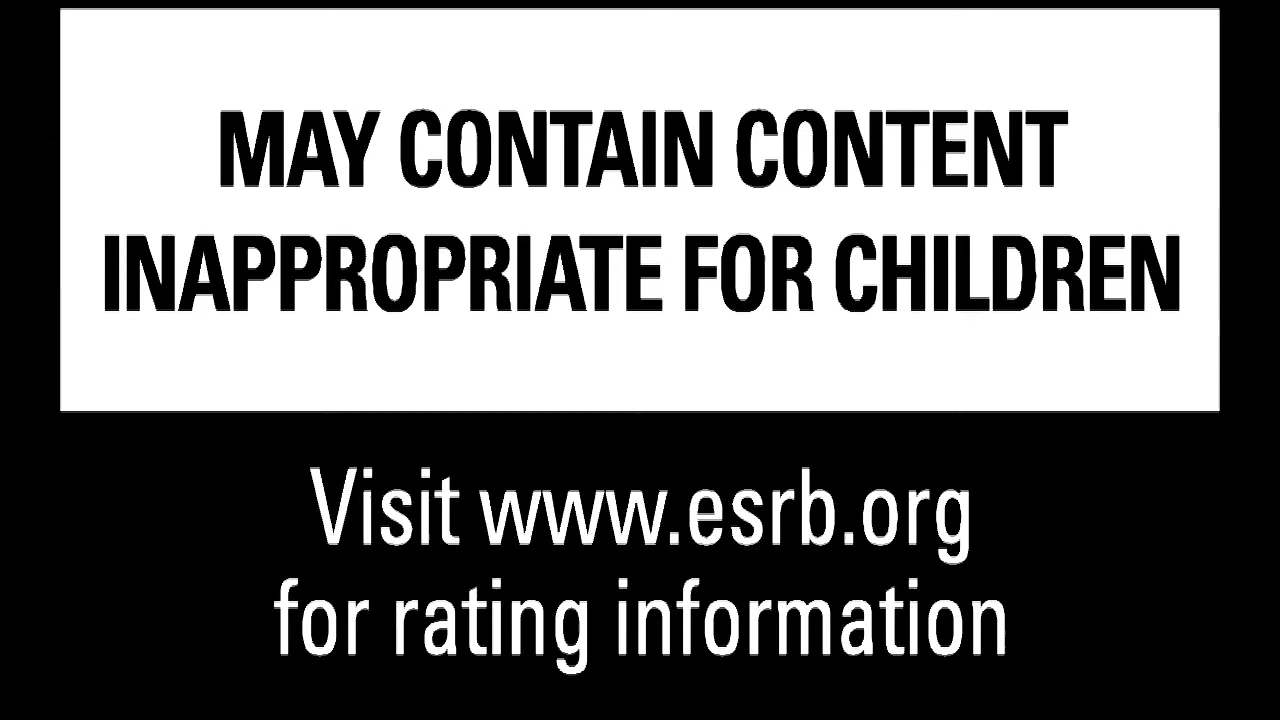 MAY CONTAIN CONTENT
INAPPROPRIATE FOR CHILDREN
Visit www.esrb.org
for rating information